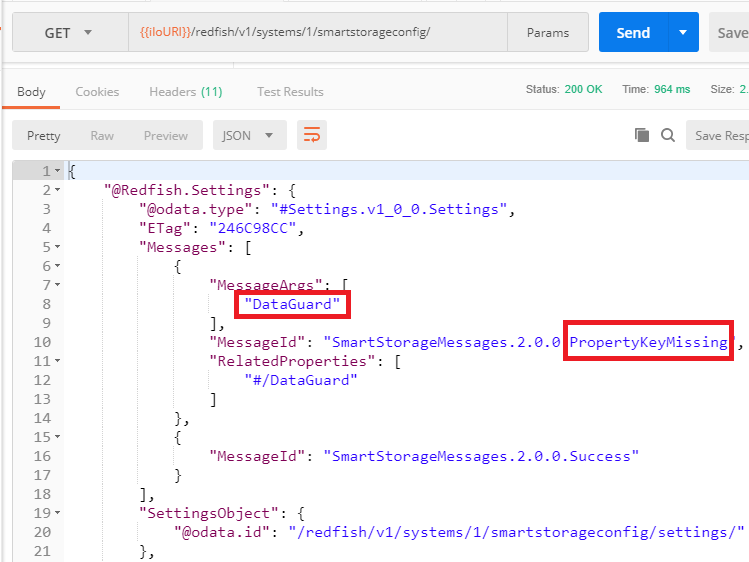 GET {{iloURI}}/redfish/v1/systems/1/smartstorageconfig/ Params Send Save
Body Cookies Headers (11) Test Results Status: 200 OK Time: 964 ms Size: 2.
Pretty Raw Preview JSON Save Resp
1 {
2 "@Redfish.Settings": {
3 "@odata.type": "#Settings.v1_0_0.Settings",
4 "ETag": "246C98CC",
5 "Messages": [
6 {
7 "MessageArgs": [
8 "DataGuard"
9 ],
10 "MessageId": "SmartStorageMessages.2.0.0.PropertyKeyMissing",
11 "RelatedProperties": [
12 "#/DataGuard"
13 ]
14 },
15 {
16 "MessageId": "SmartStorageMessages.2.0.0.Success"
17 }
18 ],
19 "SettingsObject": {
20 "@odata.id": "/redfish/v1/systems/1/smartstorageconfig/settings/"
21 },